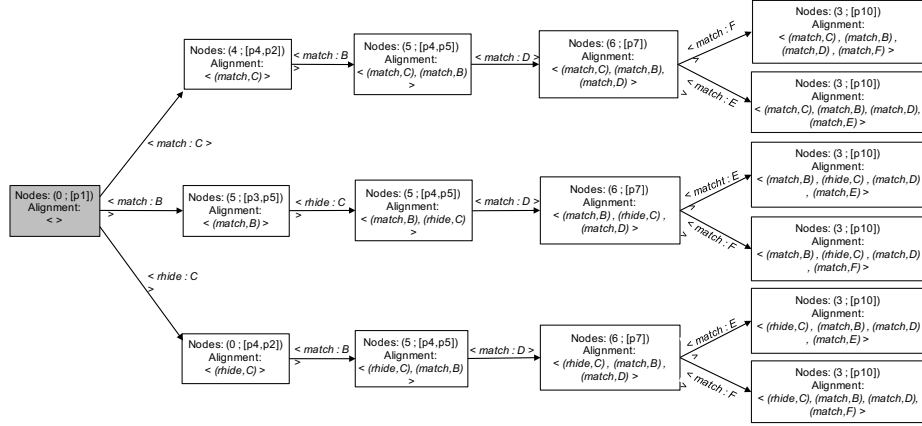 Nodes: (0 ; [p1])
Alignment:
< >
< match : C >
< match : B
>
< rhide : C
>
Nodes: (4 ; [p4,p2])
Alignment:
< (match,C) >
< match : B
>
Nodes: (5 ; [p4,p5])
Alignment:
< (match,C), (match,B)
>
< match : D >
Nodes: (6 ; [p7])
Alignment:
< (match,C), (match,B),
(match,D) >
< match : F
>
< match : E
>
Nodes: (3 ; [p10])
Alignment:
< (match,C) , (match,B) ,
(match,D) , (match,F) >
Nodes: (3 ; [p10])
Alignment:
< (match,C), (match,B), (match,D),
(match,E) >
Nodes: (5 ; [p3,p5])
Alignment:
< (match,B) >
< rhide : C
>
Nodes: (5 ; [p4,p5])
Alignment:
< (match,B), (rhide,C)
>
< match : D >
Nodes: (6 ; [p7])
Alignment:
< (match,B) , (rhide,C) ,
(match,D) >
< matcht : E
>
< match : F
>
Nodes: (3 ; [p10])
Alignment:
< (match,B) , (rhide,C) , (match,D)
, (match,E) >
Nodes: (3 ; [p10])
Alignment:
< (match,B) , (rhide,C) , (match,D)
, (match,F) >
Nodes: (0 ; [p4,p2])
Alignment:
< (rhide,C) >
< match : B
>
Nodes: (5 ; [p4,p5])
Alignment:
< (rhide,C), (match,B)
>
< match : D >
Nodes: (6 ; [p7])
Alignment:
< (rhide,C) , (match,B) ,
(match,D) >
< match : E
>
< match : F
>
Nodes: (3 ; [p10])
Alignment:
< (rhide,C) , (match,B) , (match,D)
, (match,E) >
Nodes: (3 ; [p10])
Alignment:
< (rhide,C), (match,B), (match,D),
(match,F) >